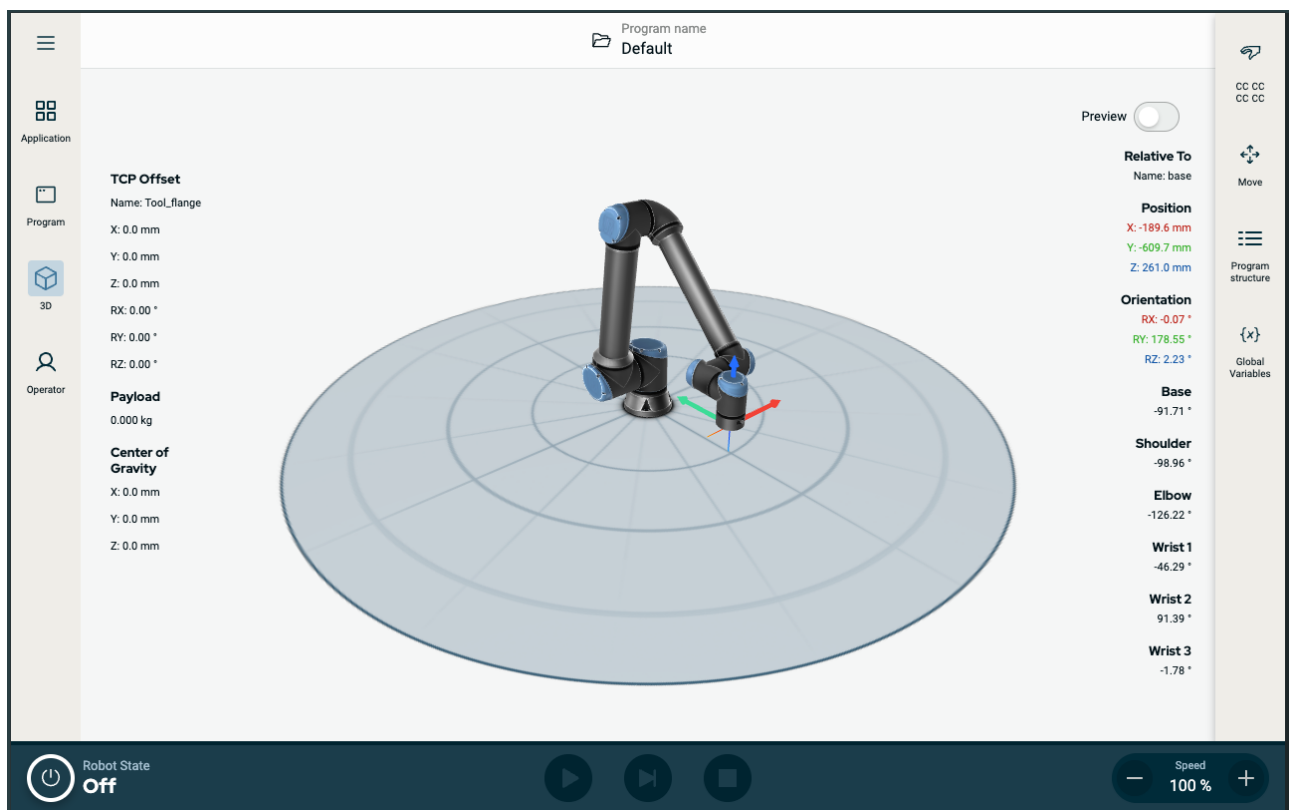 Program name
Default
Application
Program
3D
Operator
TCP Offset
Name: Tool_flange
X: 0.0 mm
Y: 0.0 mm
Z: 0.0 mm
RX: 0.00 °
RY: 0.00 °
RZ: 0.00 °
Payload
0.000 kg
Center of
Gravity
X: 0.0 mm
Y: 0.0 mm
Z: 0.0 mm
Preview
Relative To
Name: base
Position
X: -189.6 mm
Y: -609.7 mm
Z: 261.0 mm
Orientation
RX: -0.07 °
RY: 178.55 °
RZ: 2.23 °
Base
-91.71 °
Shoulder
-98.96 °
Elbow
-126.22 °
Wrist 1
-46.29 °
Wrist 2
91.39 °
Wrist 3
-1.78 °
CC CC
CC CC
Move
Program
structure
{x}
Global
Variables
Robot State
Off
Speed
100 %